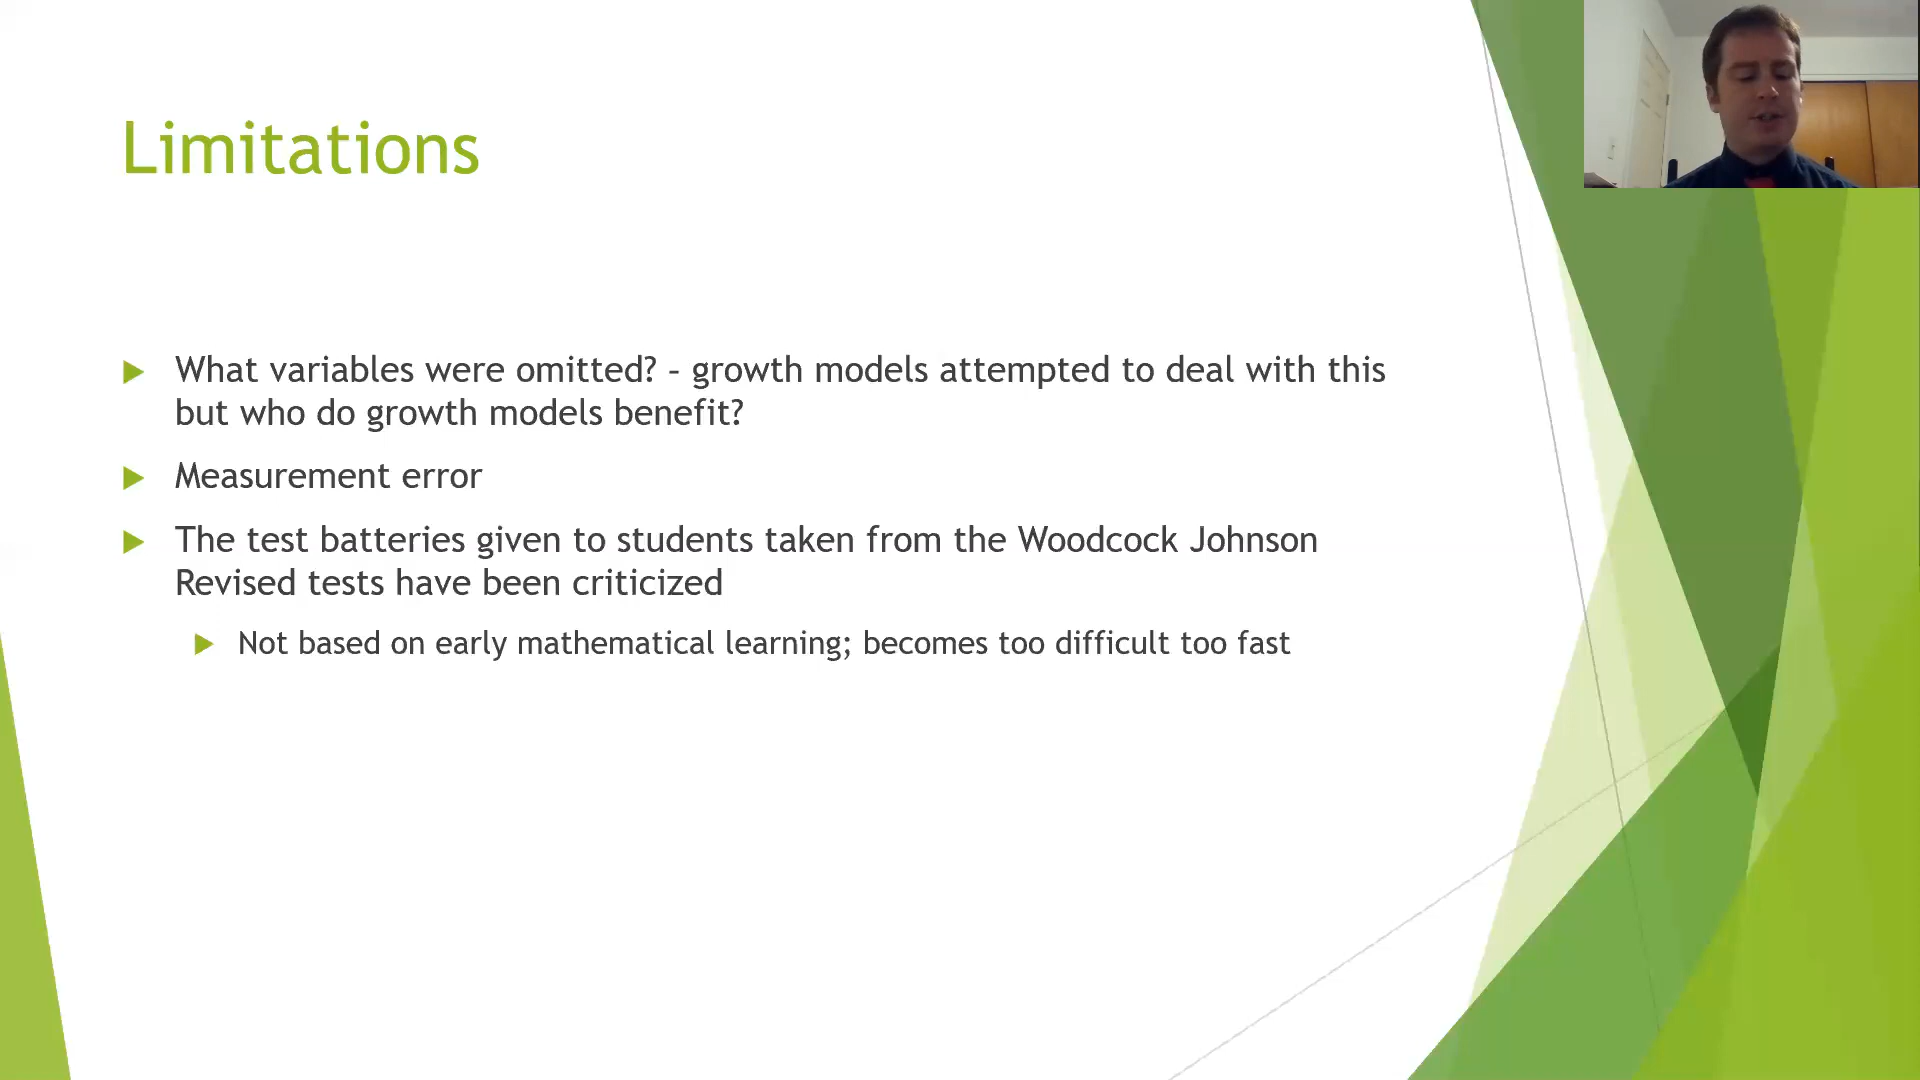 Limitations
What variables were omitted? – growth models attempted to deal with this
but who do growth models benefit?
Measurement error
The test batteries given to students taken from the Woodcock Johnson
Revised tests have been criticized
Not based on early mathematical learning; becomes too difficult too fast